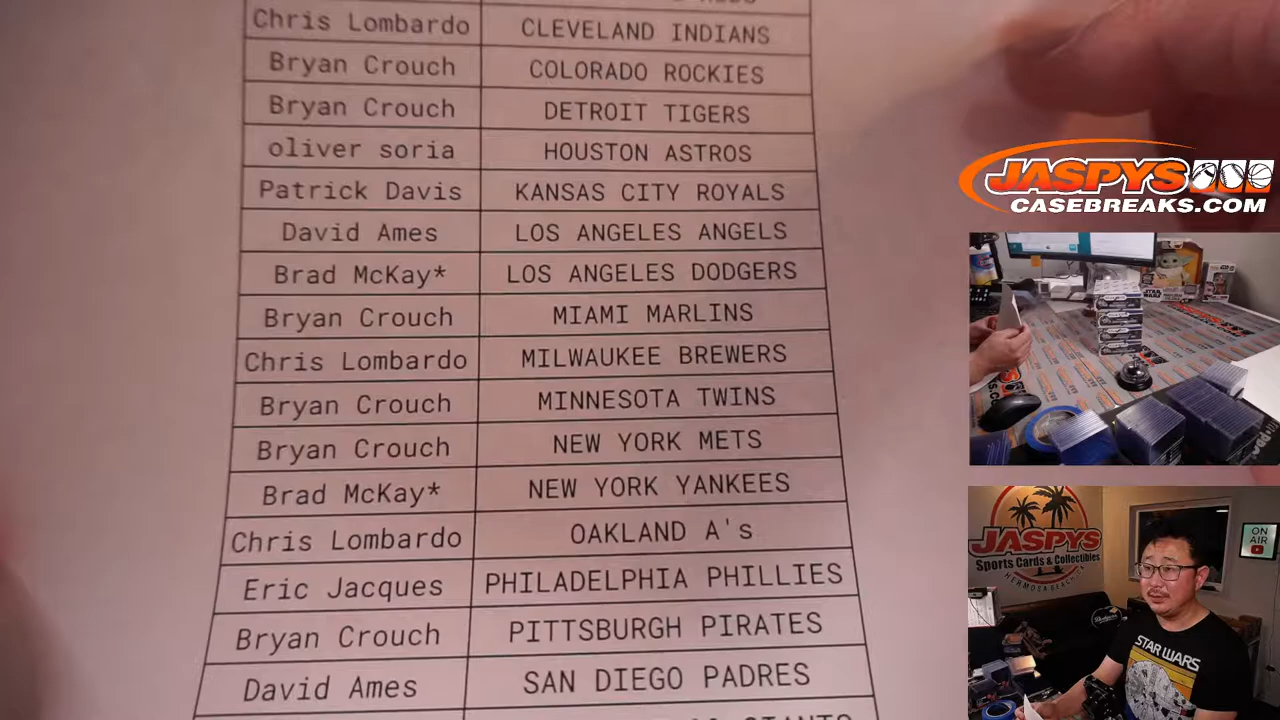 Chris Lombardo CLEVELAND INDIANS
Bryan Crouch COLORADO ROCKIES
Bryan Crouch DETROIT TIGERS
oliver soria HOUSTON ASTROS
Patrick Davis KANSAS CITY ROYALS
David Ames LOS ANGELES ANGELS
Brad McKay* LOS ANGELES DODGERS
Bryan Crouch MIAMI MARLINS
Chris Lombardo MILWAUKEE BREWERS
Bryan Crouch MINNESOTA TWINS
Bryan Crouch NEW YORK METS
Brad McKay* NEW YORK YANKEES
Chris Lombardo OAKLAND A's
Eric Jacques PHILADELPHIA PHILLIES
Bryan Crouch PITTSBURGH PIRATES
David Ames SAN DIEGO PADRES
JASPYS
CASEBREAKS.COM
JASPYS
Sports Cards & Collectibles
HERMOSA BEACH
ON
AIR
STAR WARS